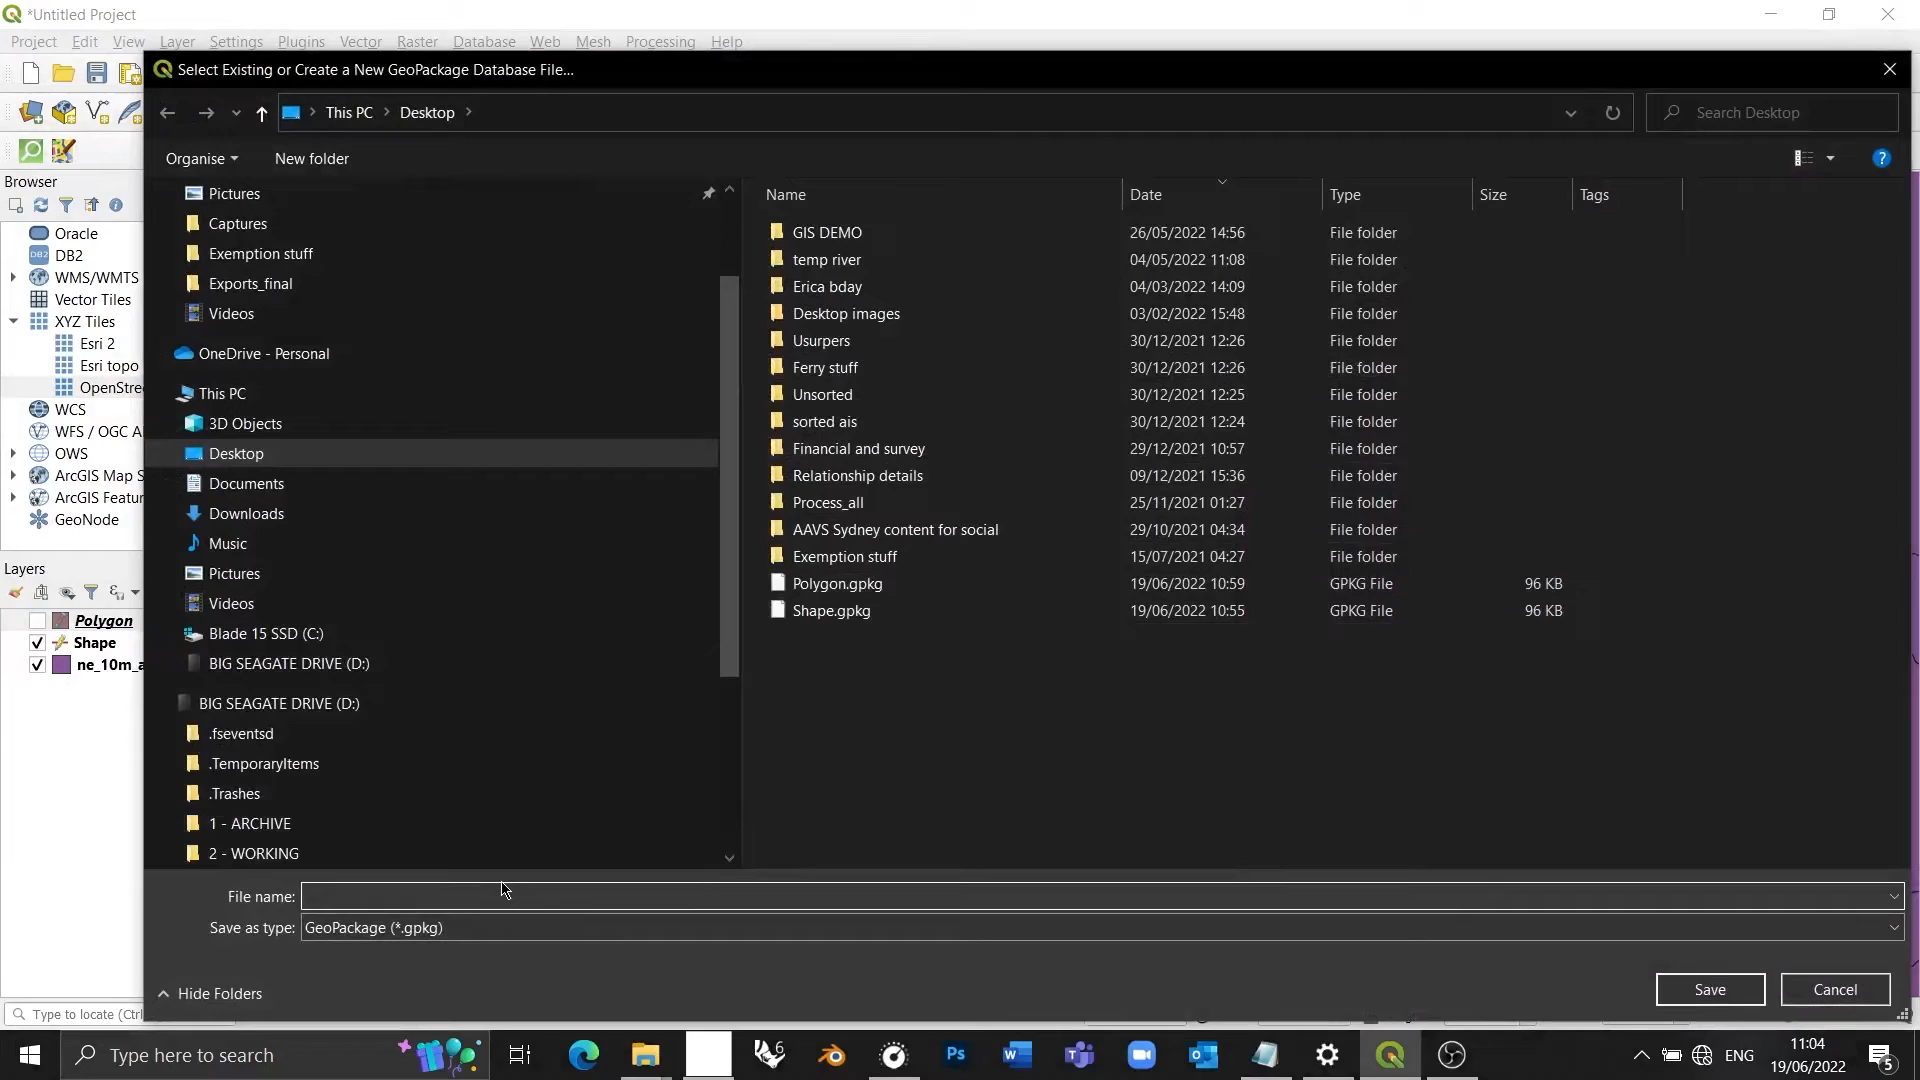 *Untitled Project
Project Edit View Layer Settings Plugins Vector Raster Database Web Mesh Processing Help
Select Existing or Create a New GeoPackage Database File...
This PC Desktop
Search Desktop
Organise New folder
Browser
Oracle
DB2
WMS/WMTS
Vector Tiles
XYZ Tiles
Esri 2
Esri topo
OpenStree
WCS
WFS / OGC A
OWS
ArcGIS Map S
ArcGIS Featur
GeoNode
Layers
Polygon
Shape
ne_10m_a
Type to locate (Ctrl
Pictures
Captures
Exemption stuff
Exports_final
Videos
OneDrive - Personal
This PC
3D Objects
Desktop
Documents
Downloads
Music
Pictures
Videos
Blade 15 SSD (C:)
BIG SEAGATE DRIVE (D:)
BIG SEAGATE DRIVE (D:)
.fseventsd
.TemporaryItems
.Trashes
1 - ARCHIVE
2 - WORKING
Name Date Type Size Tags
GIS DEMO 26/05/2022 14:56 File folder
temp river 04/05/2022 11:08 File folder
Erica bday 04/03/2022 14:09 File folder
Desktop images 03/02/2022 15:48 File folder
Usurpers 30/12/2021 12:26 File folder
Ferry stuff 30/12/2021 12:26 File folder
Unsorted 30/12/2021 12:25 File folder
sorted ais 30/12/2021 12:24 File folder
Financial and survey 29/12/2021 10:57 File folder
Relationship details 09/12/2021 15:36 File folder
Process_all 25/11/2021 01:27 File folder
AAVS Sydney content for social 29/10/2021 04:34 File folder
Exemption stuff 15/07/2021 04:27 File folder
Polygon.gpkg 19/06/2022 10:59 GPKG File 96 KB
Shape.gpkg 19/06/2022 10:55 GPKG File 96 KB
File name:
Save as type: GeoPackage (*.gpkg)
Hide Folders
Save Cancel
Type here to search
ENG
11:04
19/06/2022
5